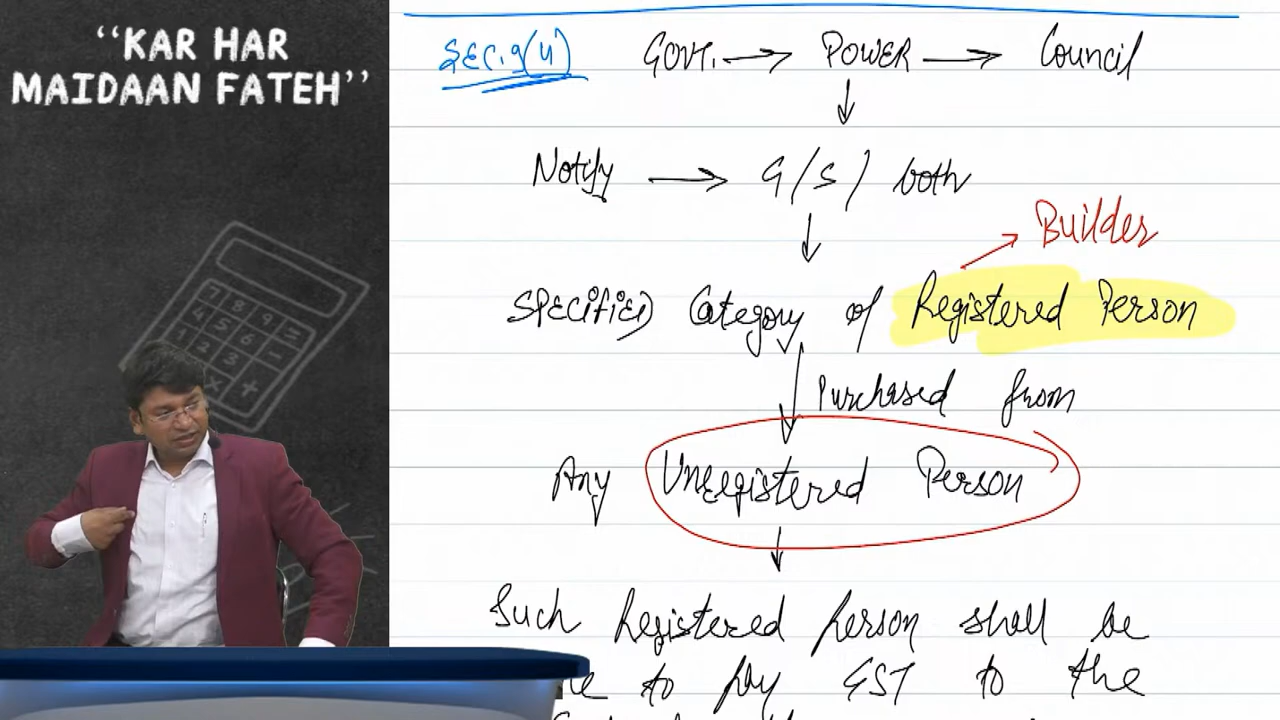 “KAR HAR
MAIDAAN FATEH”
SEC.9(4) GOVT. → POWER → Council
Notify → G/S/ both
Builder
Specified Category of Registered Person
Purchased from
Any Unregistered Person
Such Registered person shall be
to pay GST to the